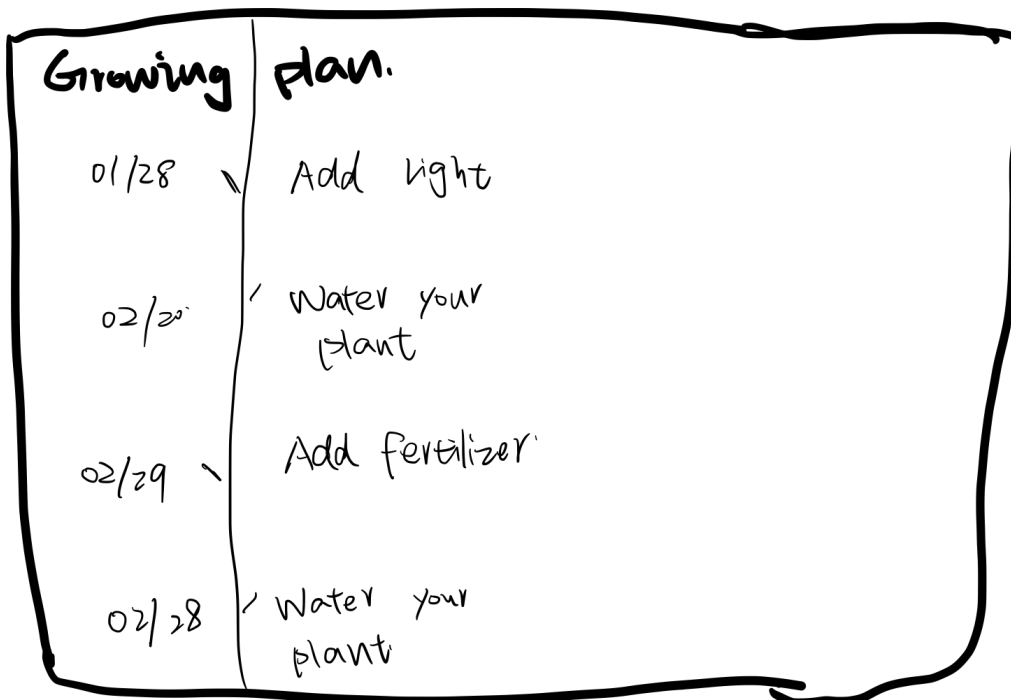 Growing plan.
01/28 Add light
02/20 Water your
plant
02/29 Add fertilizer
02/28 Water your
plant